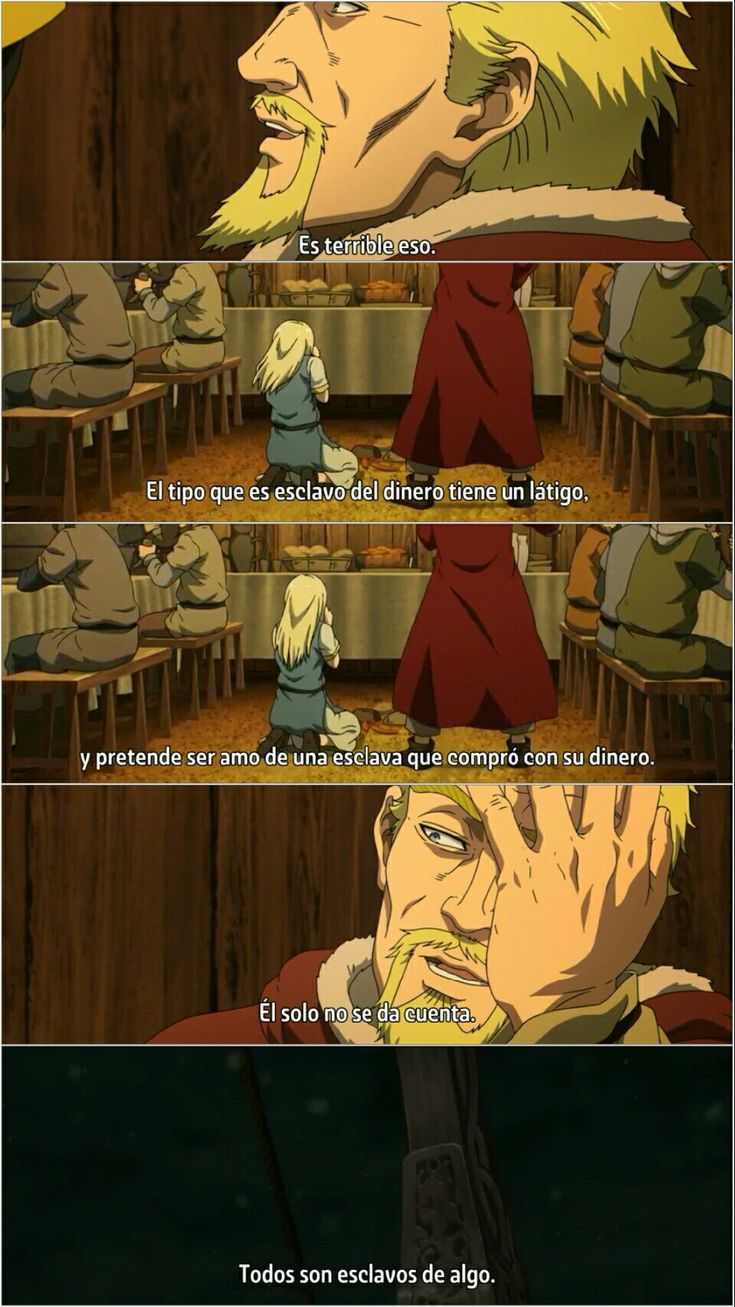 Es terrible eso.
El tipo que es esclavo del dinero tiene un látigo,
y pretende ser amo de una esclava que compró con su dinero.
Él solo no se da cuenta.
Todos son esclavos de algo.